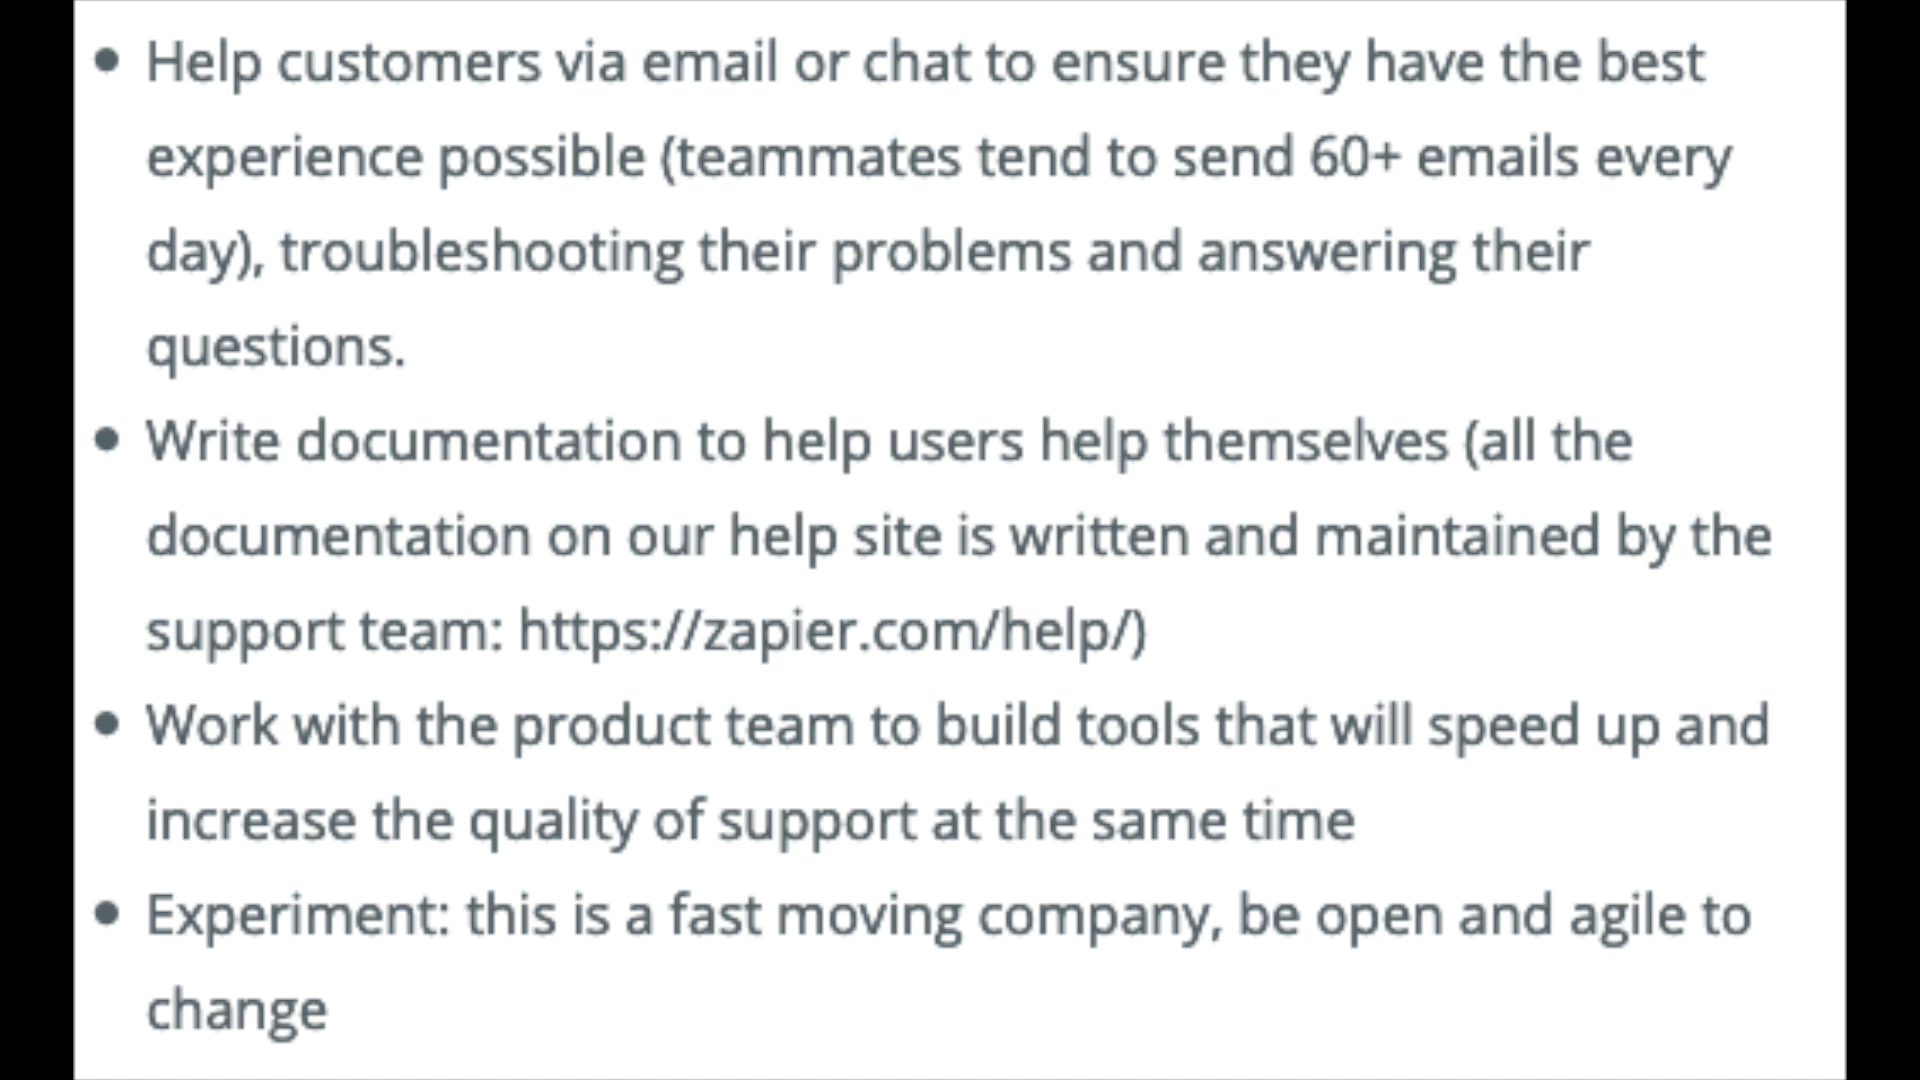 • Help customers via email or chat to ensure they have the best
experience possible (teammates tend to send 60+ emails every
day), troubleshooting their problems and answering their
questions.
• Write documentation to help users help themselves (all the
documentation on our help site is written and maintained by the
support team: https://zapier.com/help/)
• Work with the product team to build tools that will speed up and
increase the quality of support at the same time
• Experiment: this is a fast moving company, be open and agile to
change